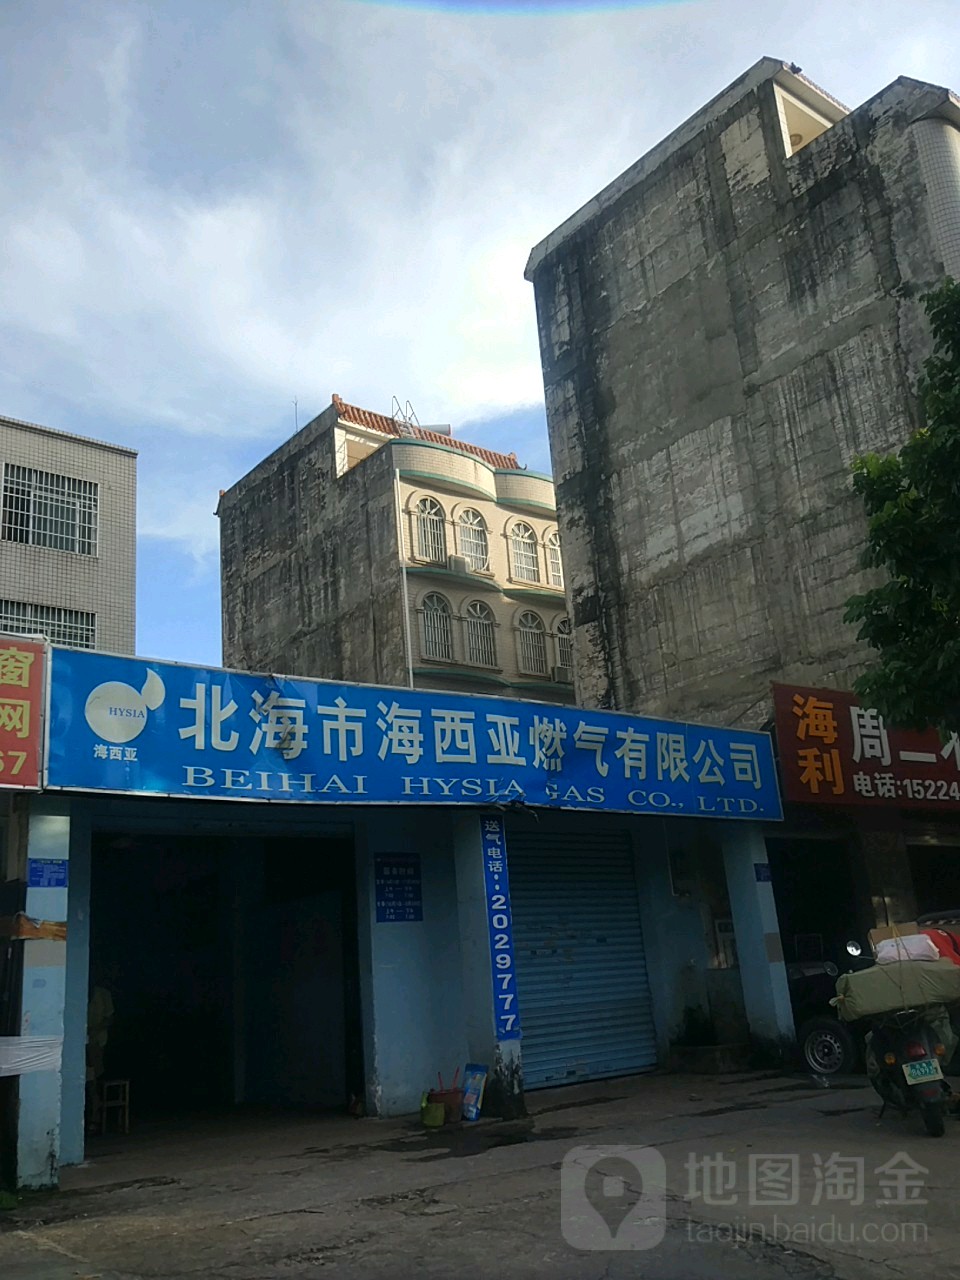 窗
网
67
HYSIA
海西亚
北海市海西亚燃气有限公司
BEIHAI HYSIA GAS CO., LTD.
海利
电话:15224
送气电话:2029777
地图淘金
taojin.baidu.com